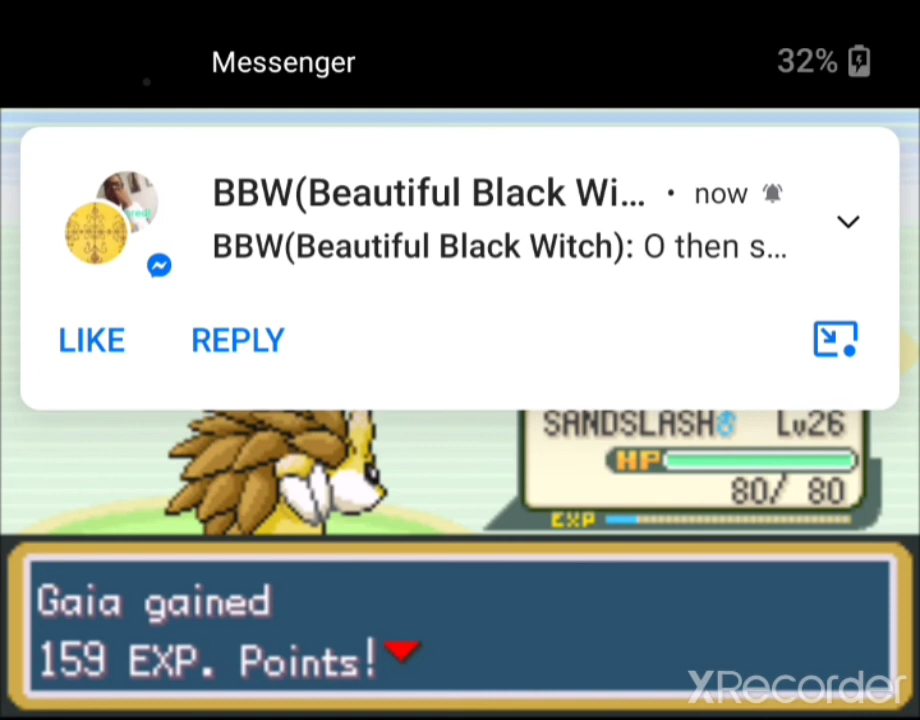 Messenger
32%
BBW(Beautiful Black Wi... • now
BBW(Beautiful Black Witch): O then s...
LIKE REPLY
SANDSLASH♂ Lv26
HP
80/ 80
EXP
Gaia gained
159 EXP. Points!
XRecorder